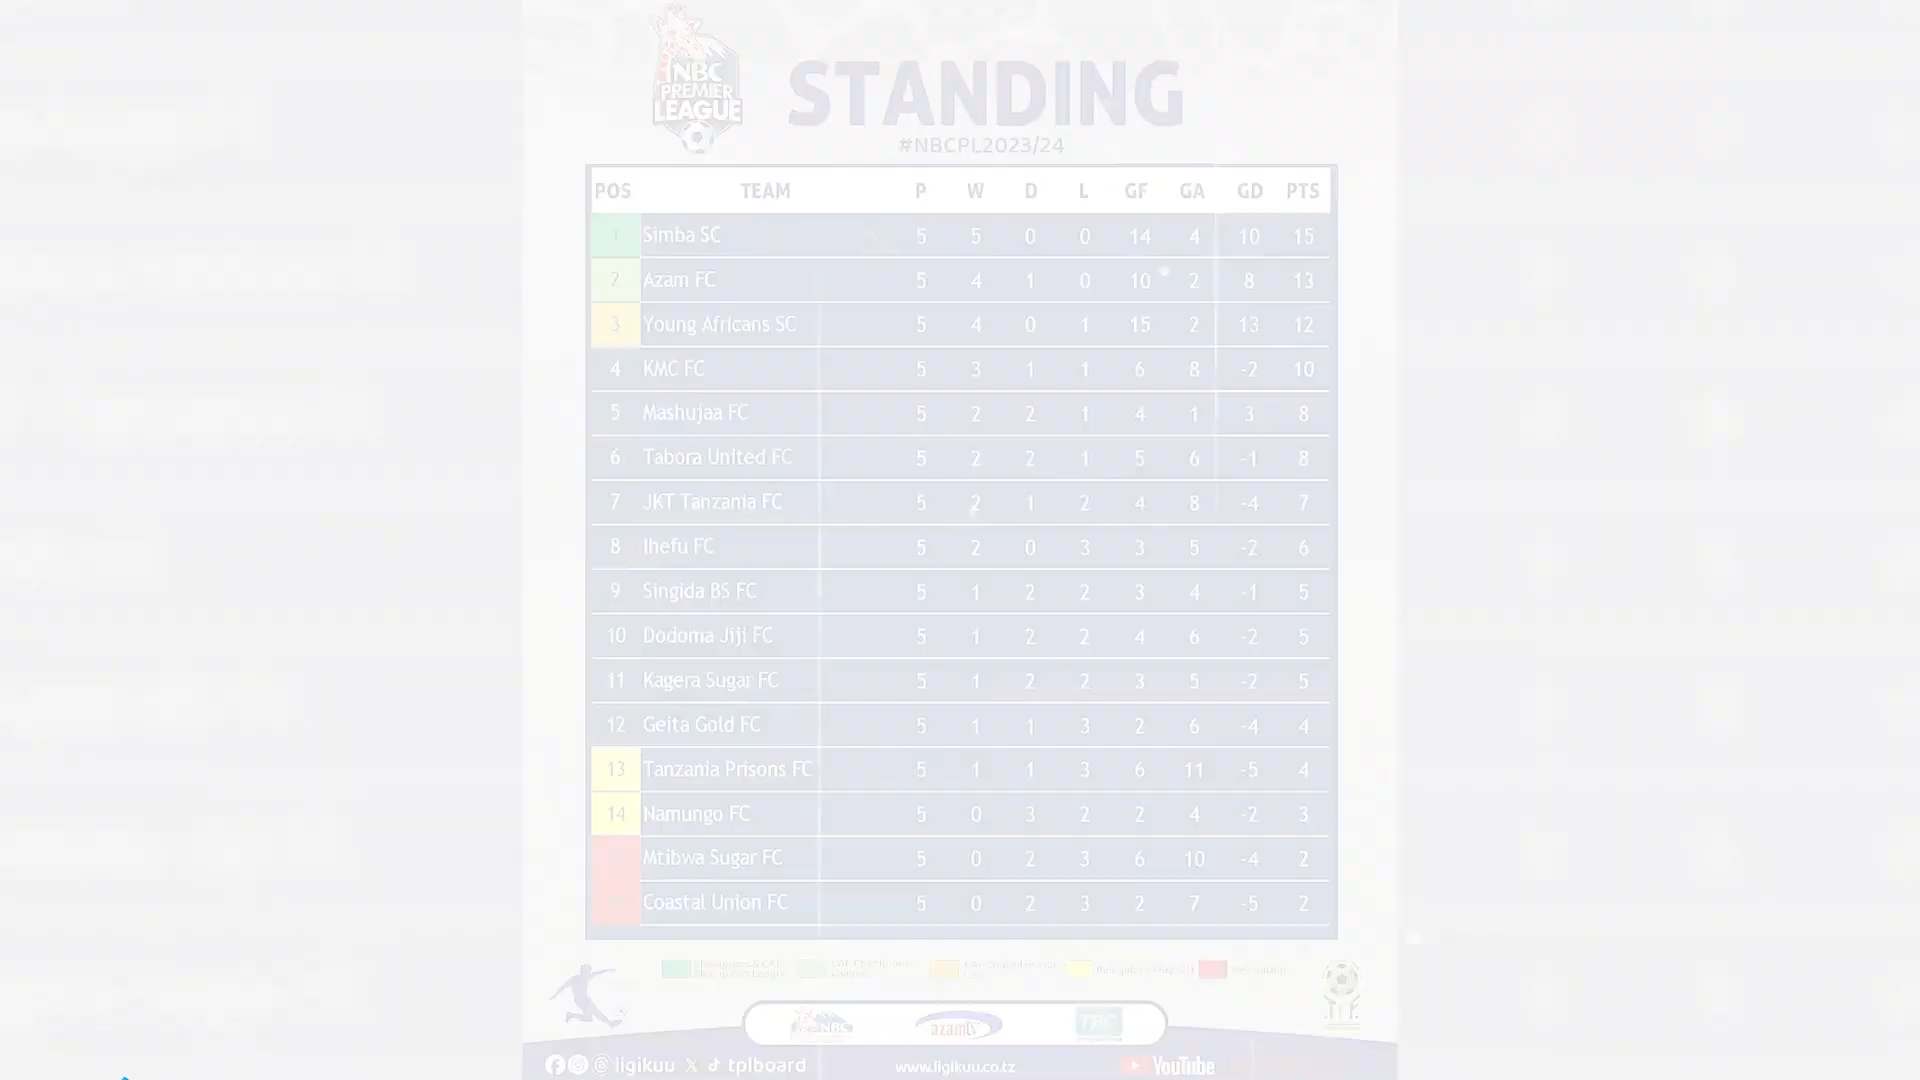 NBC
PREMIER
LEAGUE
STANDING
#NBCPL2023/24
POS TEAM P W D L GF GA GD PTS
1 Simba SC 5 5 0 0 14 4 10 15
2 Azam FC 5 4 1 0 10 2 8 13
3 Young Africans SC 5 4 0 1 15 2 13 12
4 KMC FC 5 3 1 1 6 8 -2 10
5 Mashujaa FC 5 2 2 1 4 1 3 8
6 Tabora United FC 5 2 2 1 5 6 -1 8
7 JKT Tanzania FC 5 2 1 2 4 8 -4 7
8 Ihefu FC 5 2 0 3 3 5 -2 6
9 Singida BS FC 5 1 2 2 3 4 -1 5
10 Dodoma Jiji FC 5 1 2 2 4 6 -2 5
11 Kagera Sugar FC 5 1 2 2 3 5 -2 5
12 Geita Gold FC 5 1 1 3 2 6 -4 4
13 Tanzania Prisons FC 5 1 1 3 6 11 -5 4
14 Namungo FC 5 0 3 2 2 4 -2 3
Mtibwa Sugar FC 5 0 2 3 6 10 -4 2
Coastal Union FC 5 0 2 3 2 7 -5 2
NBC azamtv
ligikuu tplboard www.ligikuu.co.tz YouTube